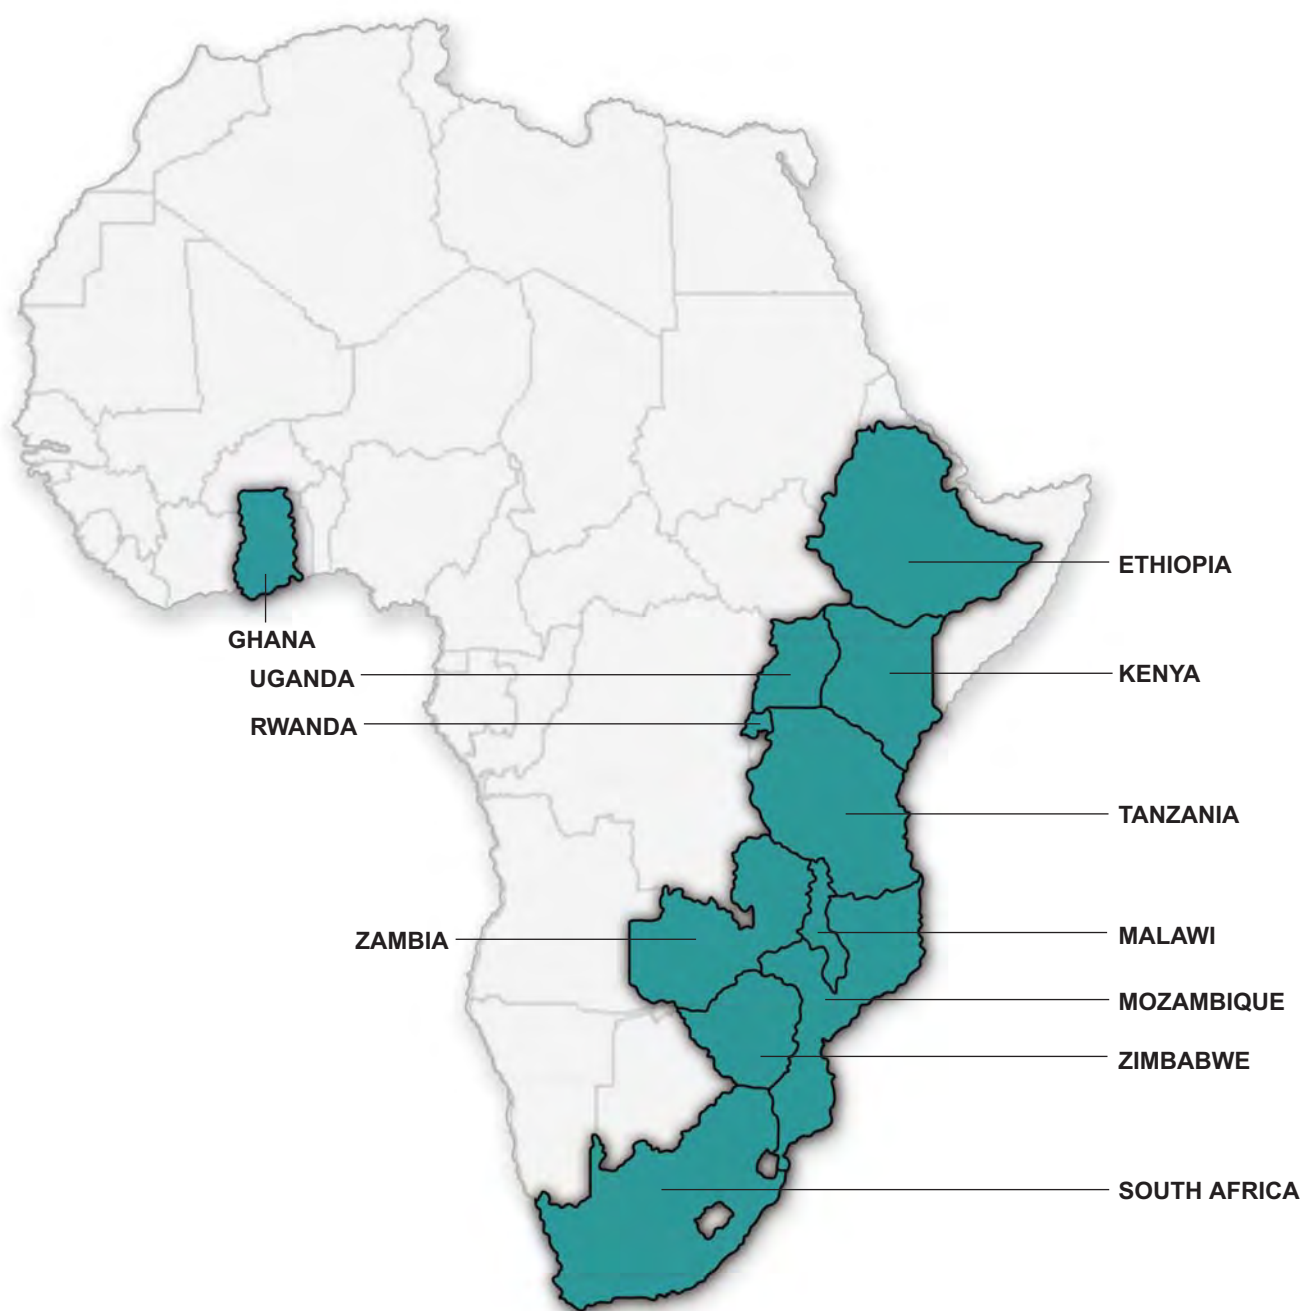 ETHIOPIA
GHANA
UGANDA
KENYA
RWANDA
TANZANIA
ZAMBIA
MALAWI
MOZAMBIQUE
ZIMBABWE
SOUTH AFRICA